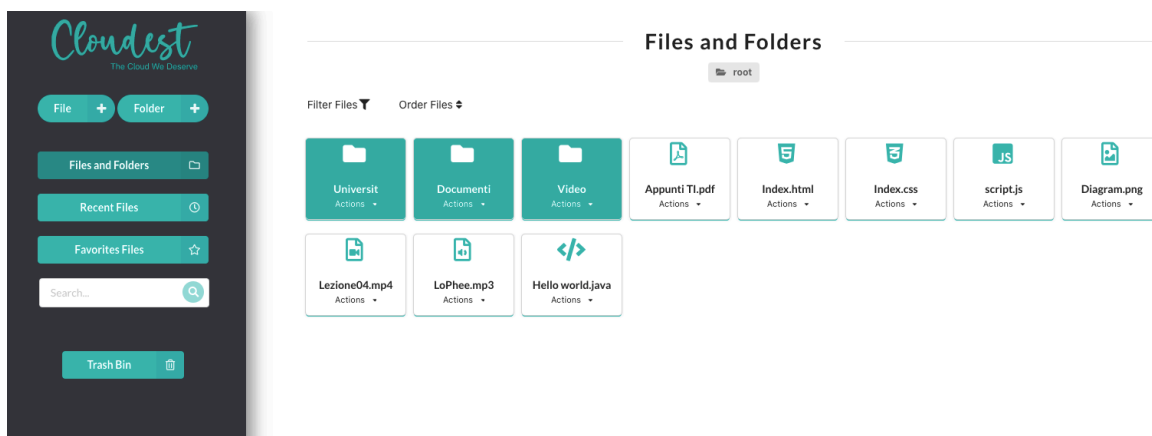 Cloudest
The Cloud We Deserve
File
Folder
Files and Folders
Recent Files
Favorites Files
Search...
Trash Bin
Files and Folders
root
Filter Files
Order Files
Universit
Actions
Documenti
Actions
Video
Actions
Appunti TI.pdf
Actions
Index.html
Actions
Index.css
Actions
JS
script.js
Actions
Diagram.png
Actions
Lezione04.mp4
Actions
LoPhee.mp3
Actions
Hello world.java
Actions